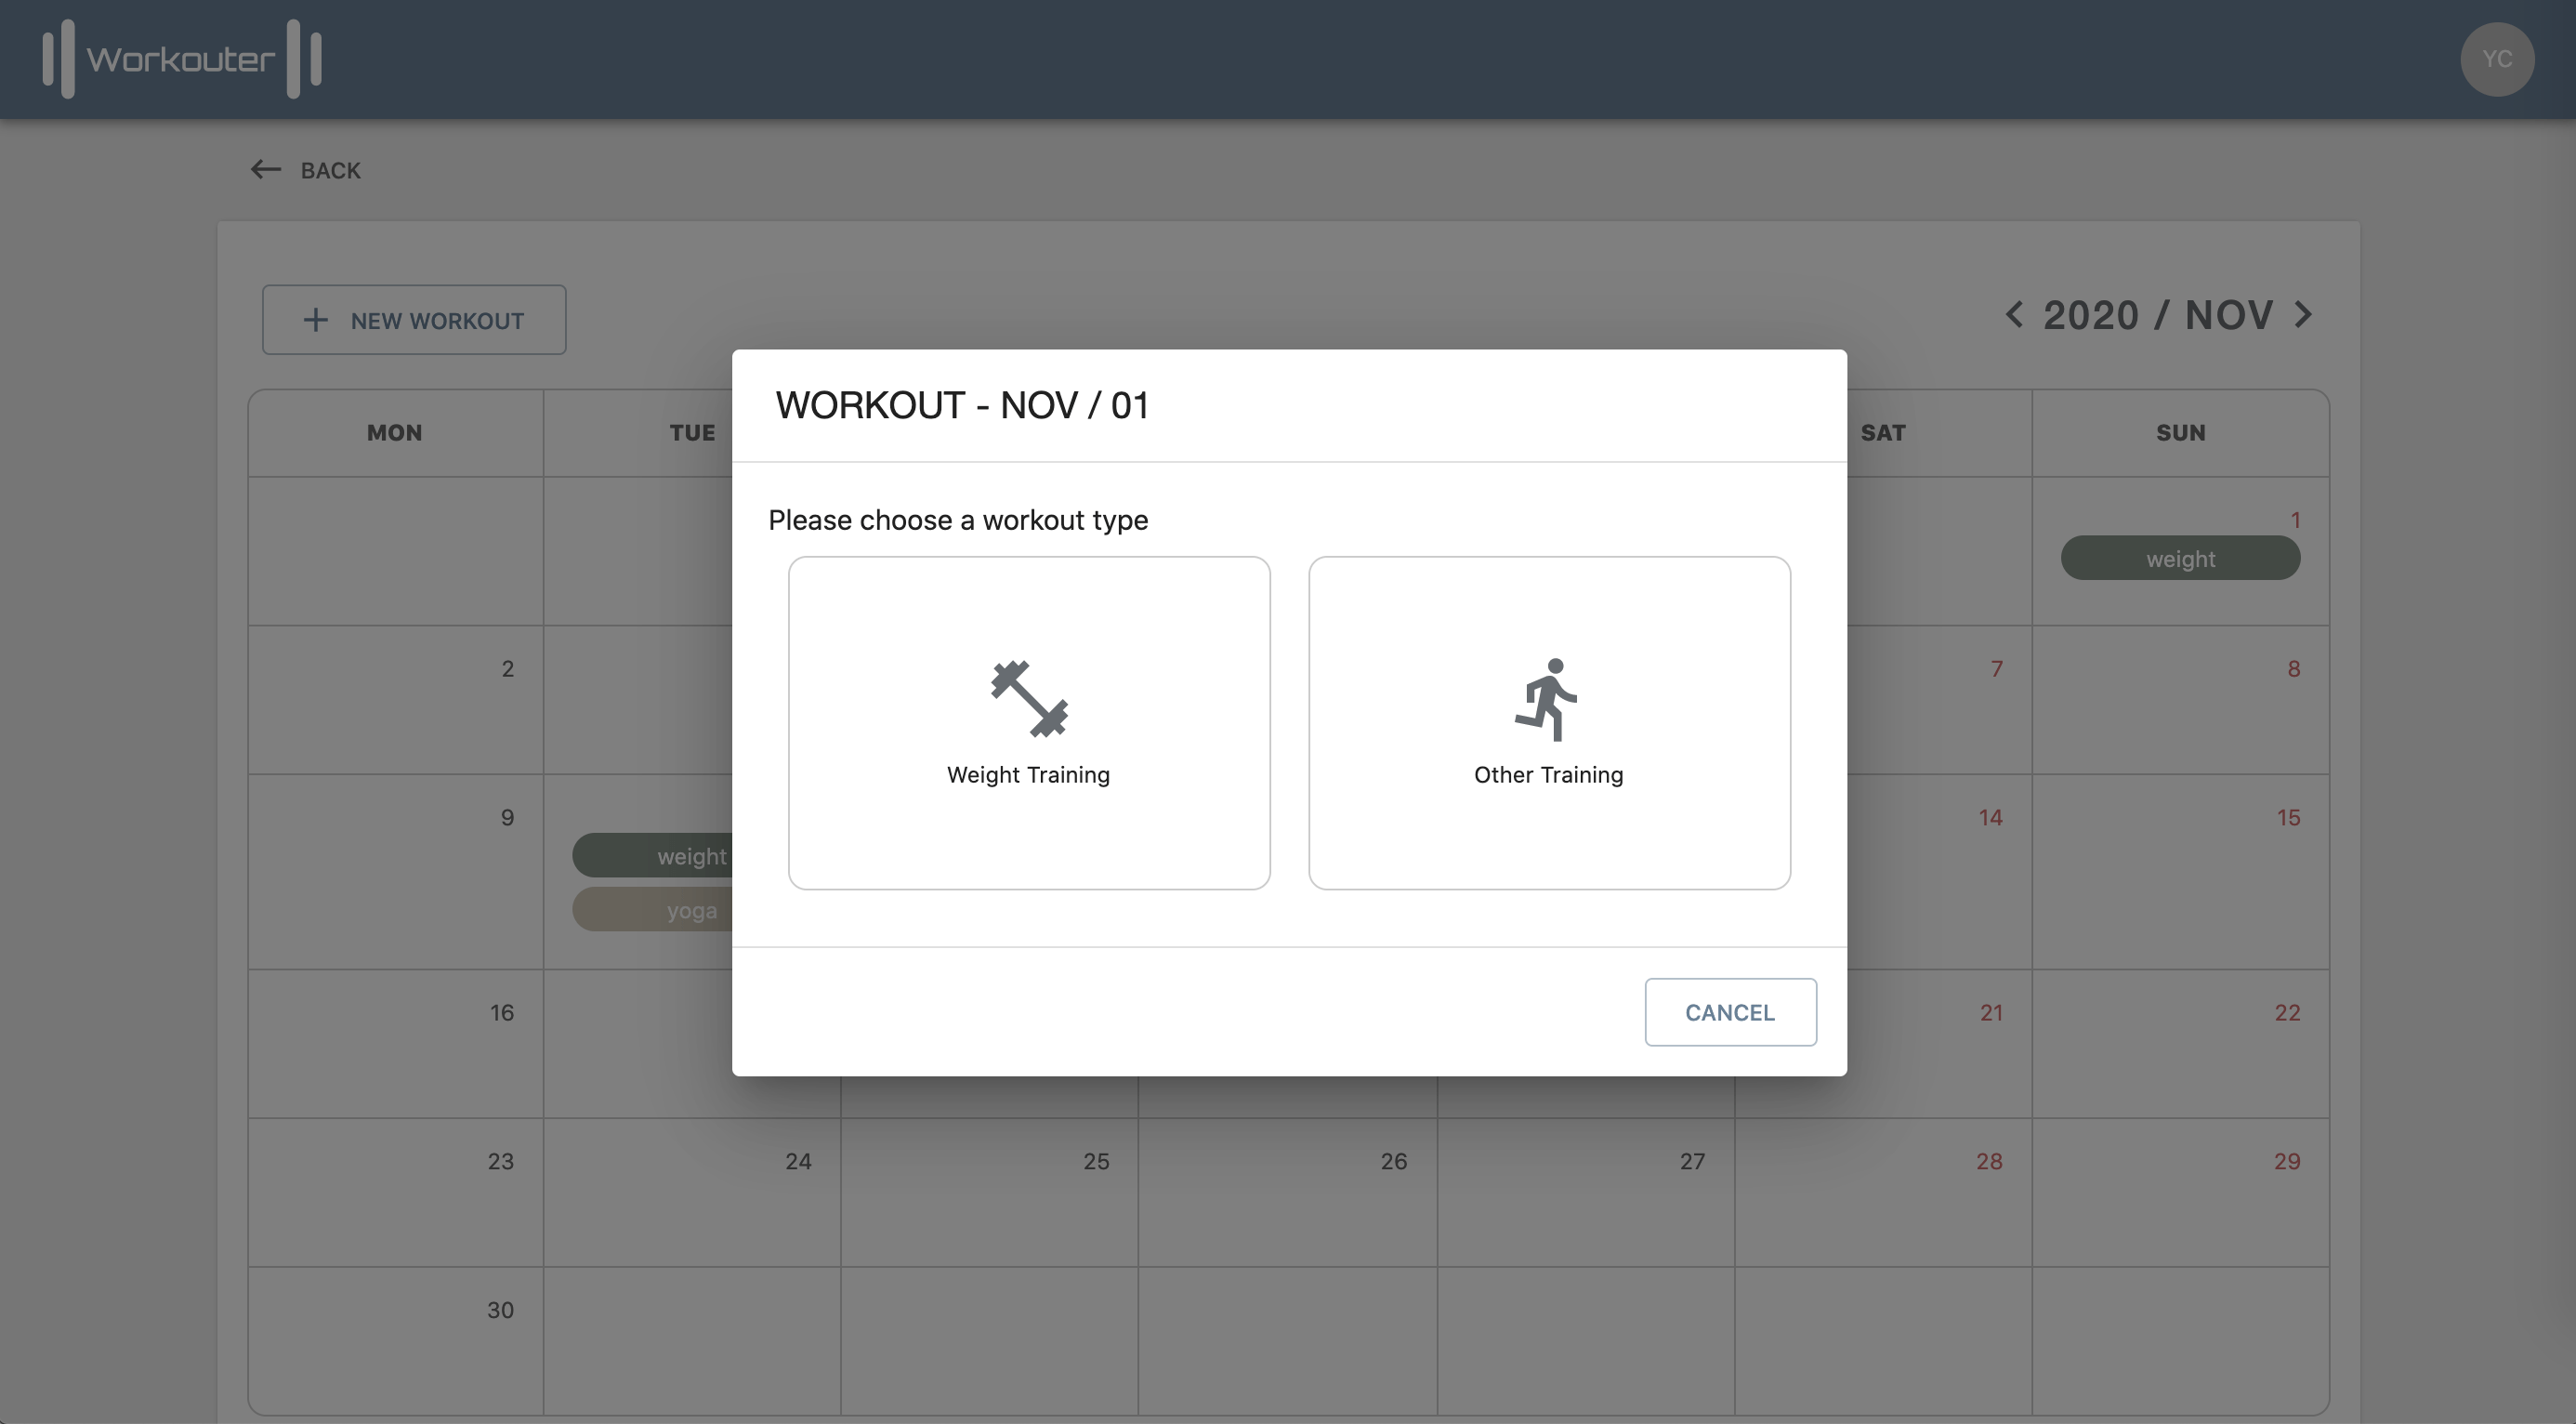 Workouter
YC
BACK
NEW WORKOUT
2020 / NOV
MON TUE SAT SUN
1
weight
2 7 8
9 14 15
weight
yoga
16 21 22
23 24 25 26 27 28 29
30
WORKOUT - NOV / 01
Please choose a workout type
Weight Training Other Training
CANCEL